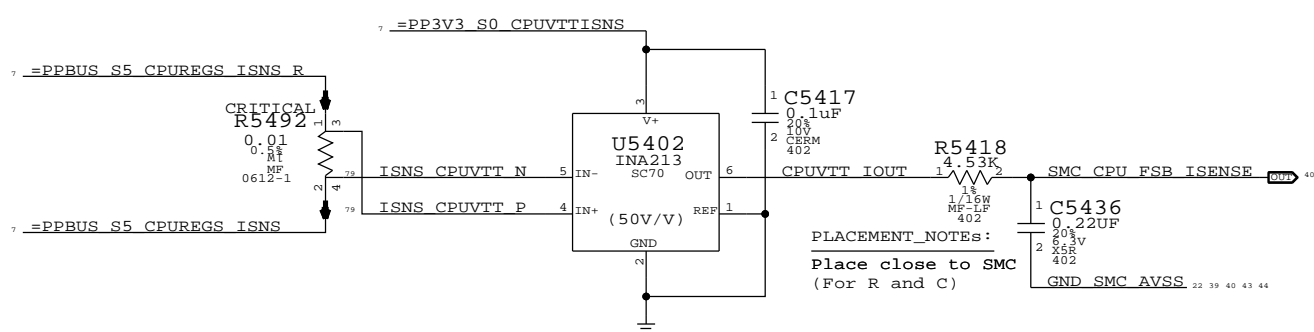 7 =PP3V3_S0_CPUVTTISNS
7 =PPBUS_S5_CPUREGS_ISNS_R
CRITICAL
R5492
0.01
0.5%
MF
0612-1
1 3
2 4
7 =PPBUS_S5_CPUREGS_ISNS
79 ISNS_CPUVTT_N
79 ISNS_CPUVTT_P
3
V+
U5402
INA213
SC70
5 IN-
4 IN+
OUT 6
REF 1
(50V/V)
GND
2
1 C5417
0.1uF
20%
10V
2 CERM
402
CPUVTT_IOUT
R5418
4.53K
1 2
1%
1/16W
MF-LF
402
SMC_CPU_FSB_ISENSE OUT 40
1 C5436
0.22UF
20%
6.3V
2 X5R
402
GND_SMC_AVSS 22 39 40 43 44
PLACEMENT_NOTEs:
Place close to SMC
(For R and C)